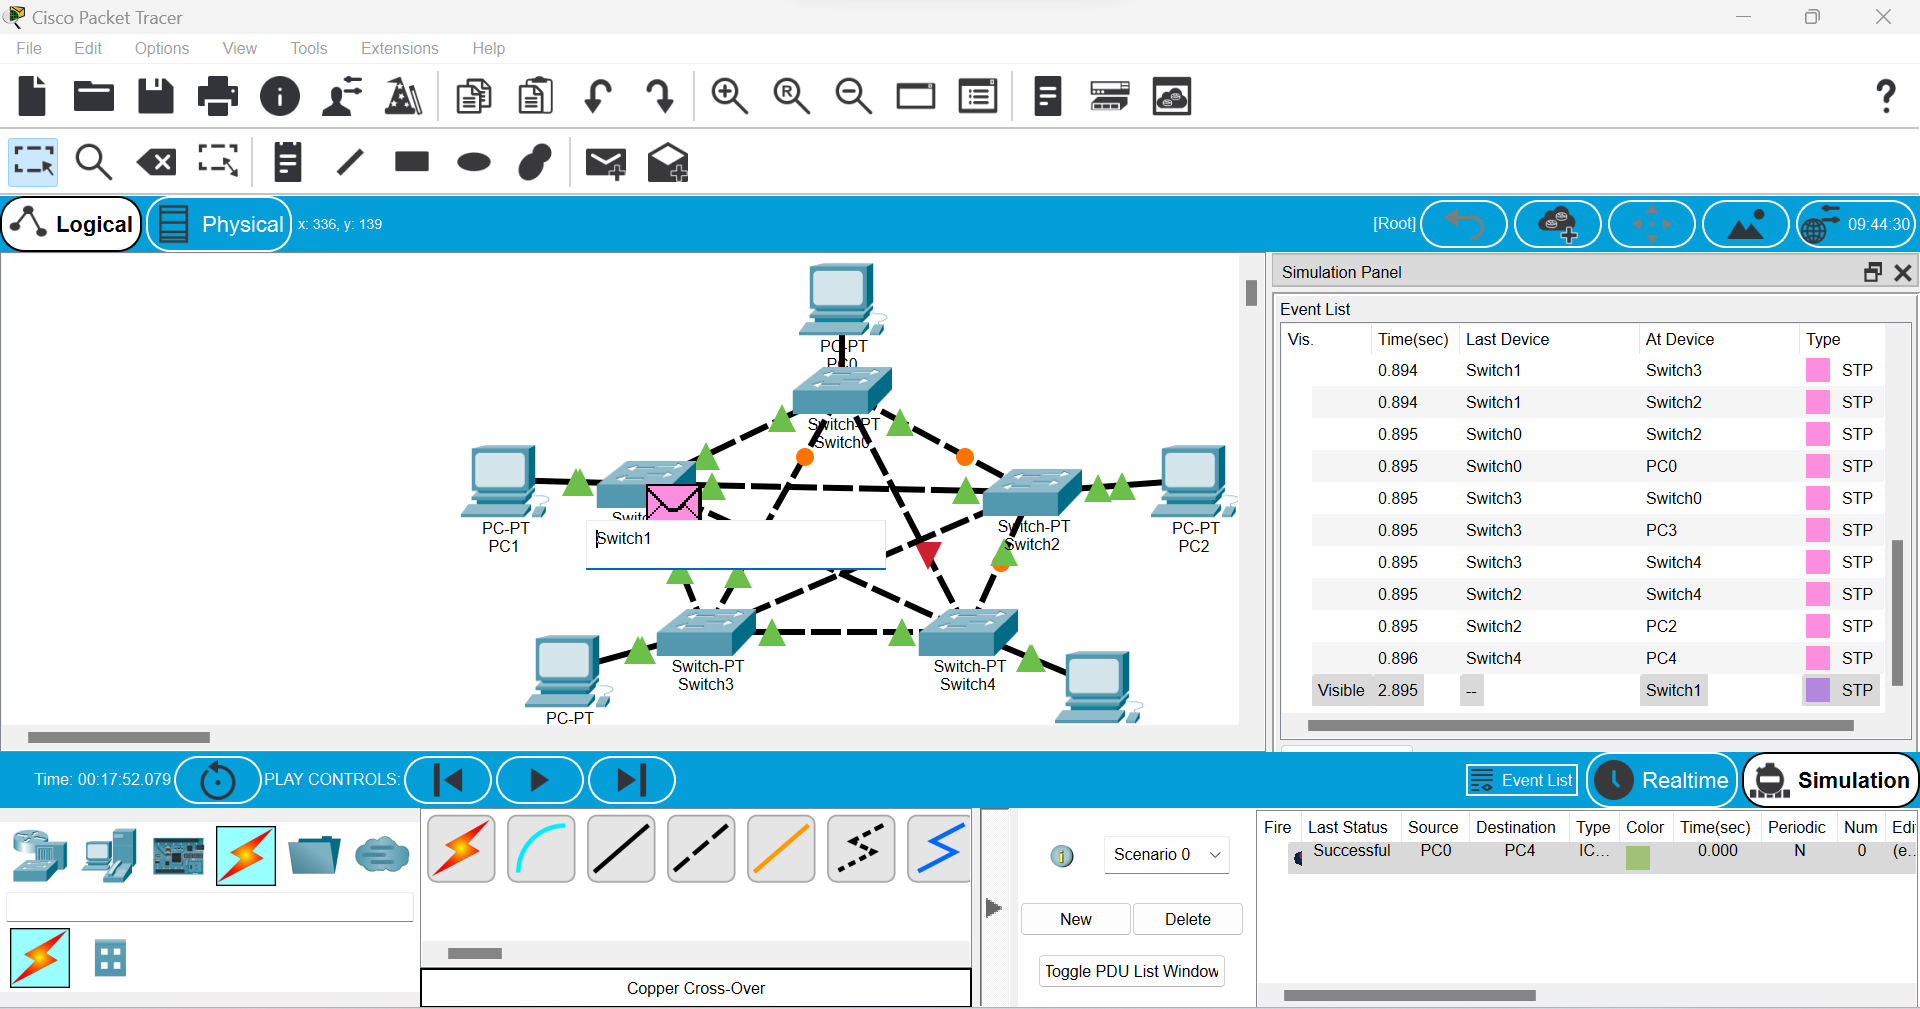 Cisco Packet Tracer
File Edit Options View Tools Extensions Help
Logical Physical x: 336, y: 139 [Root] 09:44:30
Simulation Panel
Event List
Vis. Time(sec) Last Device At Device Type
0.894 Switch1 Switch3 STP
0.894 Switch1 Switch2 STP
0.895 Switch0 Switch2 STP
0.895 Switch0 PC0 STP
0.895 Switch3 Switch0 STP
0.895 Switch3 PC3 STP
0.895 Switch3 Switch4 STP
0.895 Switch2 Switch4 STP
0.895 Switch2 PC2 STP
0.896 Switch4 PC4 STP
Visible 2.895 -- Switch1 STP
PC-PT
PC0
Switch-PT
Switch0
PC-PT
PC1
Switch1
Switch-PT
Switch2
PC-PT
PC2
Switch-PT
Switch3
Switch-PT
Switch4
PC-PT
Time: 00:17:52.079 PLAY CONTROLS: Event List Realtime Simulation
Scenario 0
New Delete
Toggle PDU List Window
Copper Cross-Over
Fire Last Status Source Destination Type Color Time(sec) Periodic Num Edi
Successful PC0 PC4 IC... 0.000 N 0 (e...